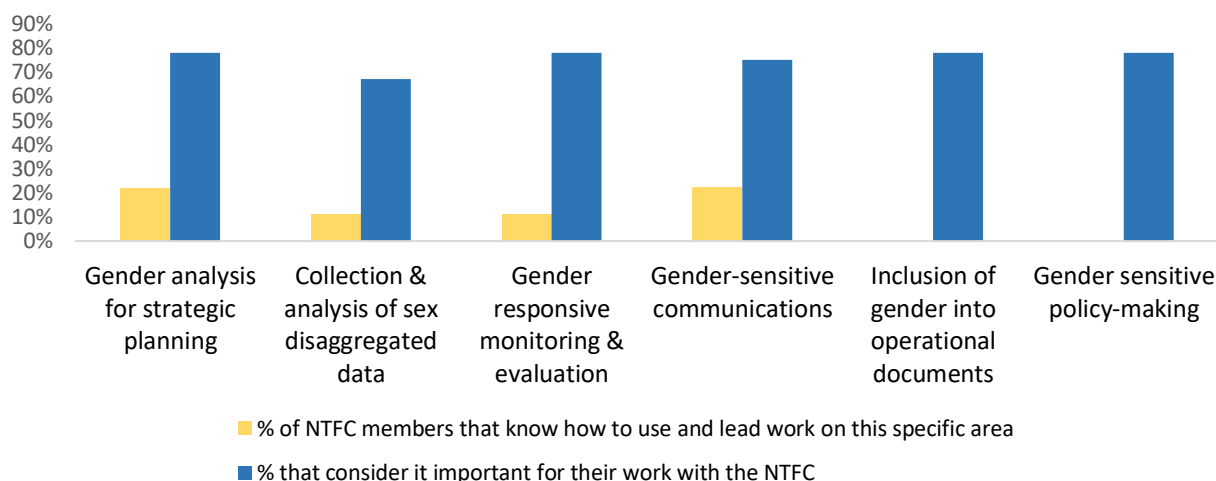 90%
80%
70%
60%
50%
40%
30%
20%
10%
0%
Gender analysis
for strategic
planning
Collection &
analysis of sex
disaggregated
data
Gender
responsive
monitoring &
evaluation
Gender-sensitive
communications
Inclusion of
gender into
operational
documents
Gender sensitive
policy-making
% of NTFC members that know how to use and lead work on this specific area
% that consider it important for their work with the NTFC